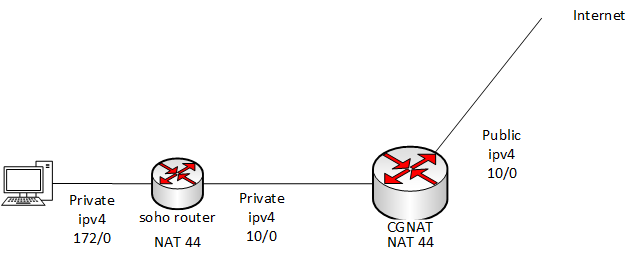 Internet
Public
ipv4
10/0
Private
ipv4
172/0
soho router
NAT 44
Private
ipv4
10/0
CGNAT
NAT 44